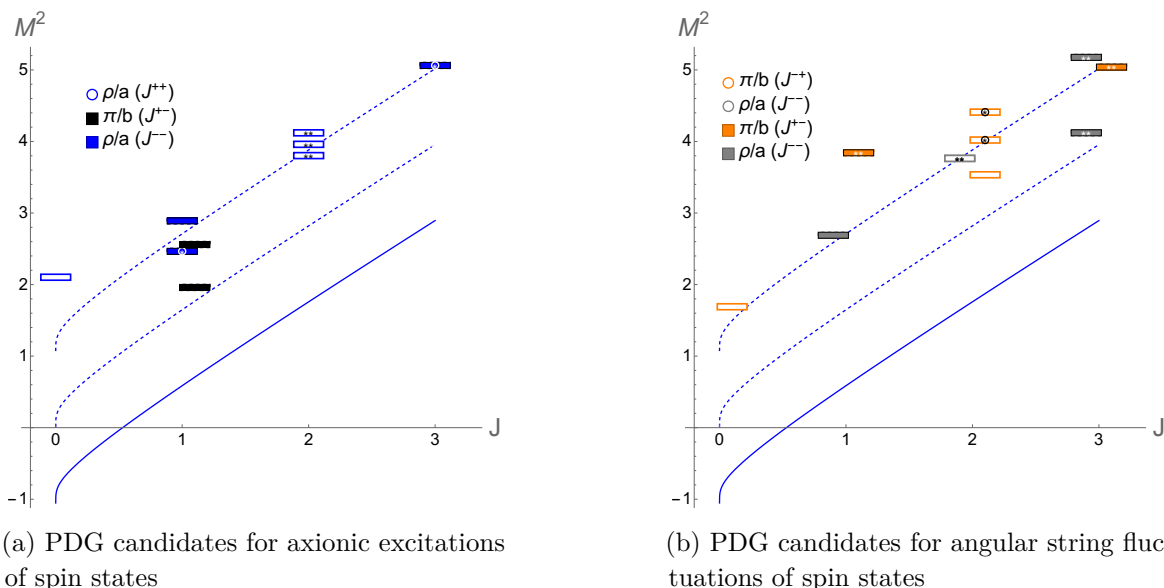 M²
5
4
3
2
1
−1
0
1
2
3
J
ρ/a (J⁺⁺)
π/b (J⁺⁻)
ρ/a (J⁻⁻)
**
**
**
(a) PDG candidates for axionic excitations
of spin states
M²
5
4
3
2
1
−1
0
1
2
3
J
π/b (J⁻⁺)
ρ/a (J⁻⁻)
π/b (J⁺⁻)
ρ/a (J⁻⁻)
**
**
**
**
**
(b) PDG candidates for angular string fluc
tuations of spin states